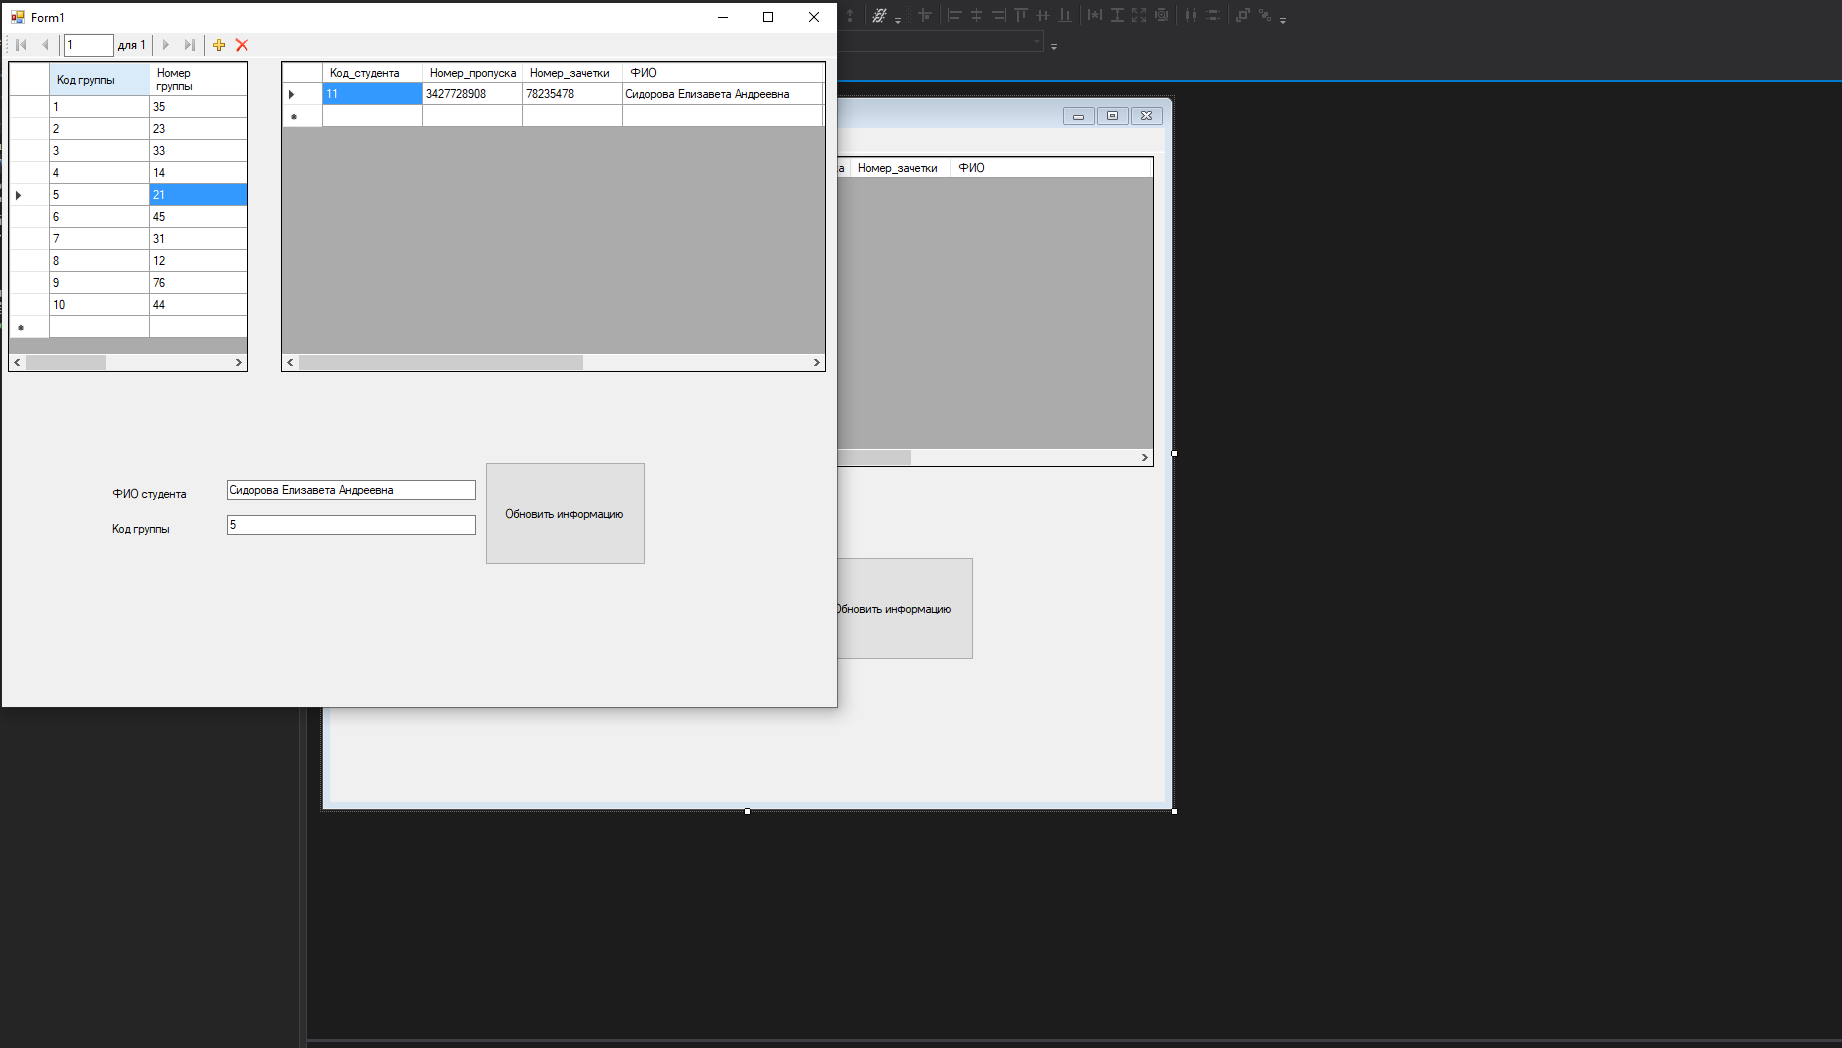 Form1
1 для 1
Код группы Номер группы
1 35
2 23
3 33
4 14
5 21
6 45
7 31
8 12
9 76
10 44
Код_студента Номер_пропуска Номер_зачетки ФИО
11 3427728908 78235478 Сидорова Елизавета Андреевна
ФИО студента Сидорова Елизавета Андреевна
Код группы 5
Обновить информацию
а Номер_зачетки ФИО
Обновить информацию